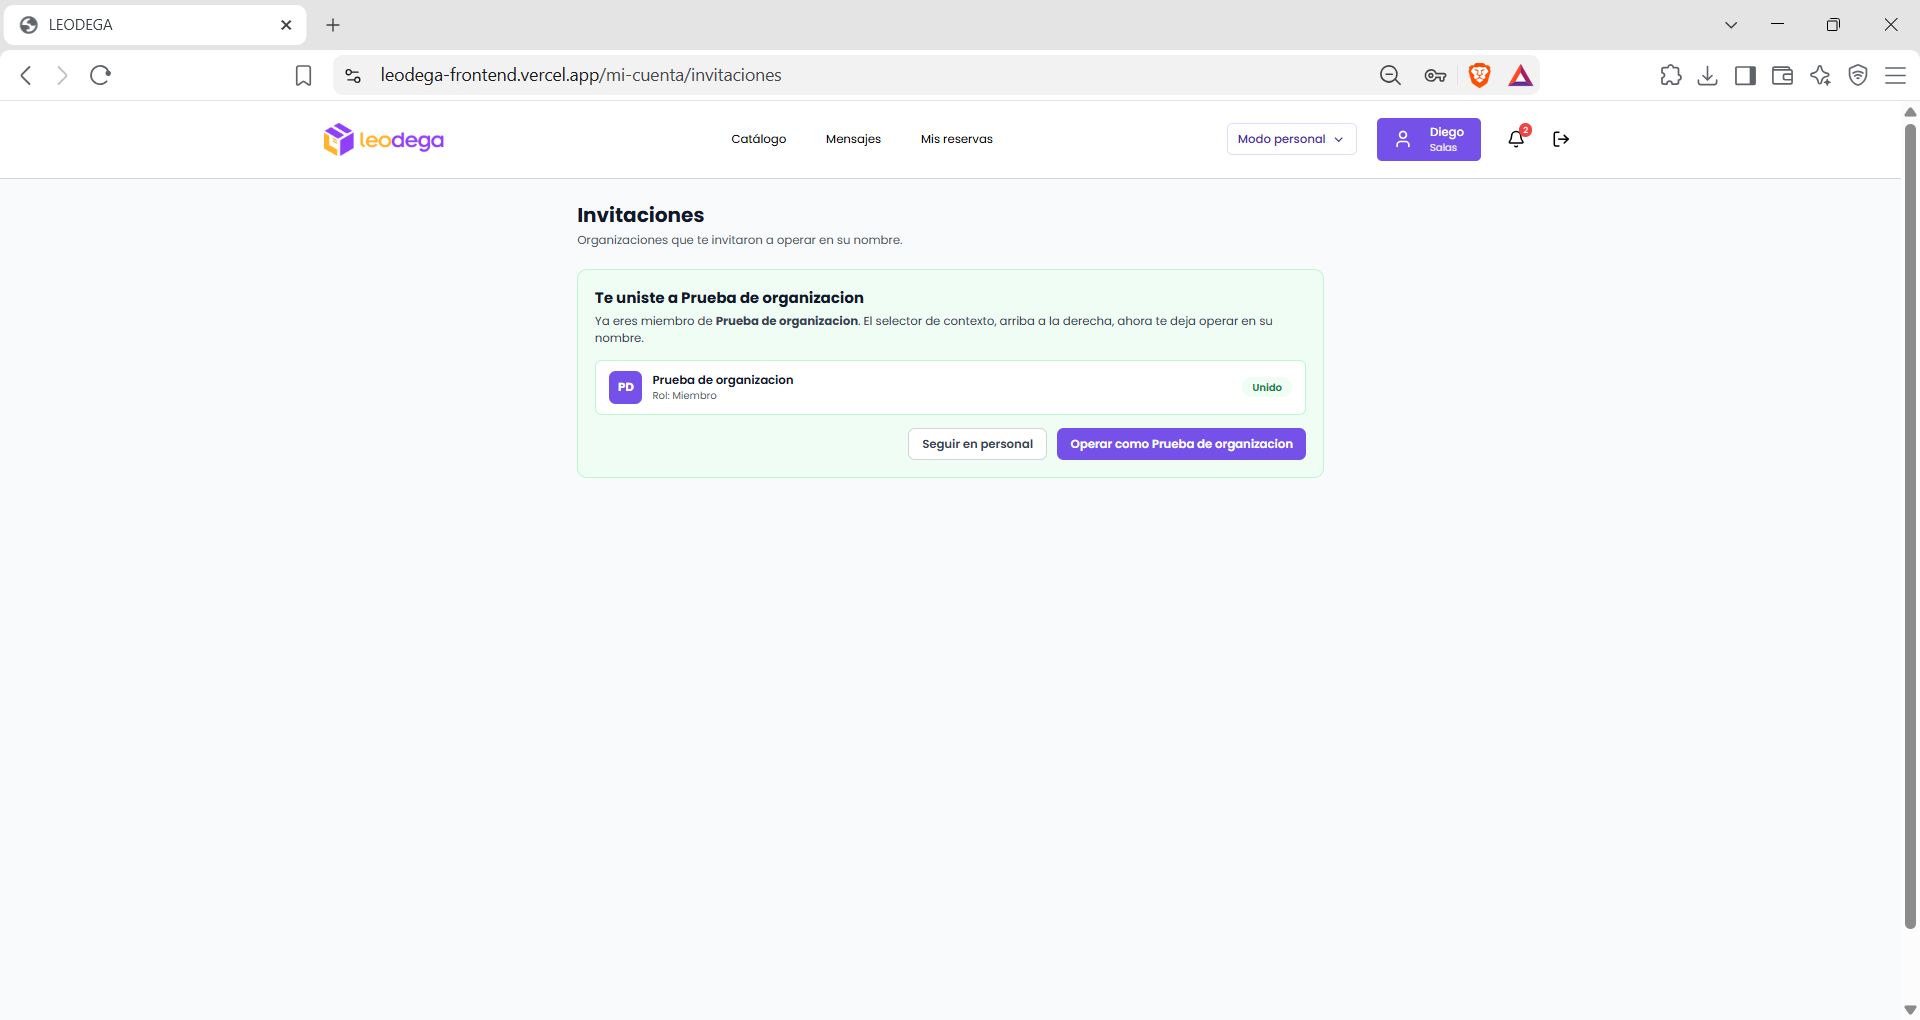 LEODEGA
leodega-frontend.vercel.app/mi-cuenta/invitaciones
leodega
Catálogo
Mensajes
Mis reservas
Modo personal
Diego
Salas
2
Invitaciones
Organizaciones que te invitaron a operar en su nombre.
Te uniste a Prueba de organizacion
Ya eres miembro de Prueba de organizacion. El selector de contexto, arriba a la derecha, ahora te deja operar en su
nombre.
PD
Prueba de organizacion
Rol: Miembro
Unido
Seguir en personal
Operar como Prueba de organizacion